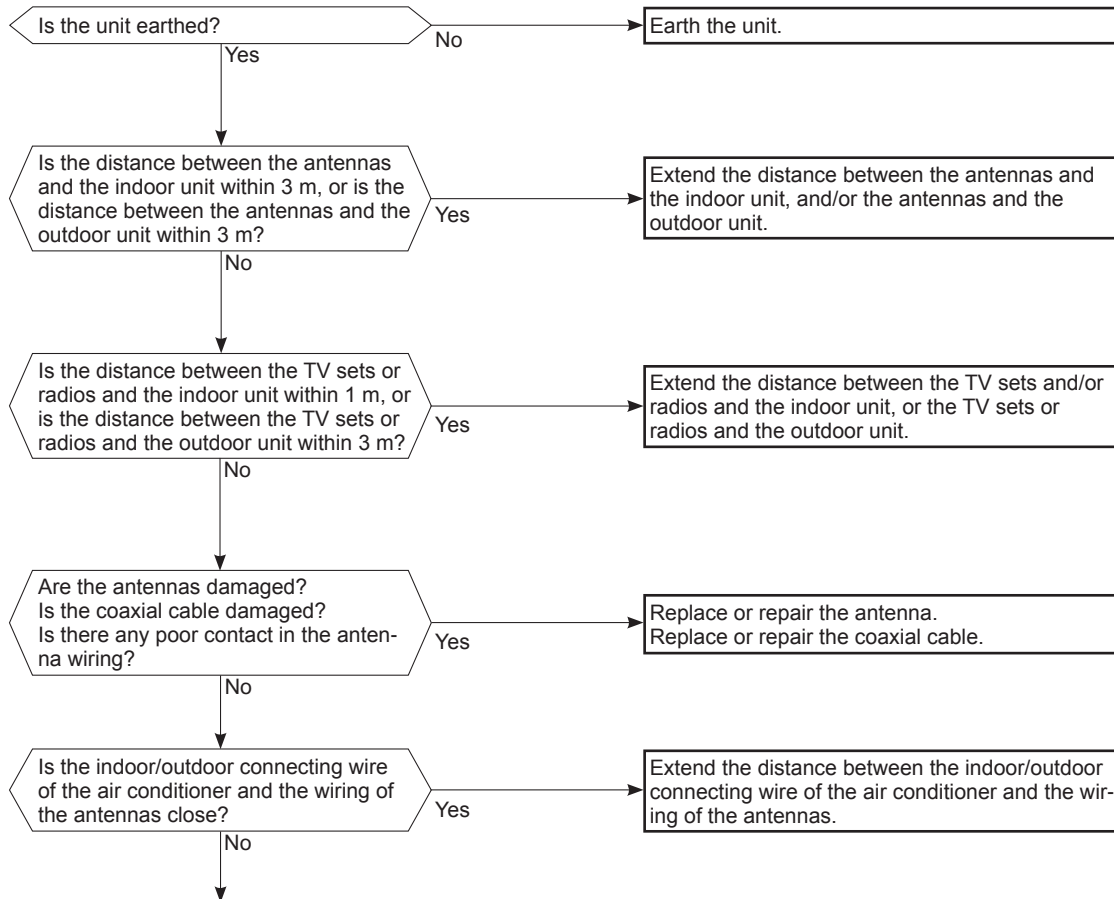 Is the unit earthed?
No
Earth the unit.
Yes
Is the distance between the antennas
and the indoor unit within 3 m, or is the
distance between the antennas and the
outdoor unit within 3 m?
Yes
Extend the distance between the antennas and
the indoor unit, and/or the antennas and the
outdoor unit.
No
Is the distance between the TV sets or
radios and the indoor unit within 1 m, or
is the distance between the TV sets or
radios and the outdoor unit within 3 m?
Yes
Extend the distance between the TV sets and/or
radios and the indoor unit, or the TV sets or
radios and the outdoor unit.
No
Are the antennas damaged?
Is the coaxial cable damaged?
Is there any poor contact in the anten-
na wiring?
Yes
Replace or repair the antenna.
Replace or repair the coaxial cable.
No
Is the indoor/outdoor connecting wire
of the air conditioner and the wiring of
the antennas close?
Yes
Extend the distance between the indoor/outdoor
connecting wire of the air conditioner and the wir-
ing of the antennas.
No